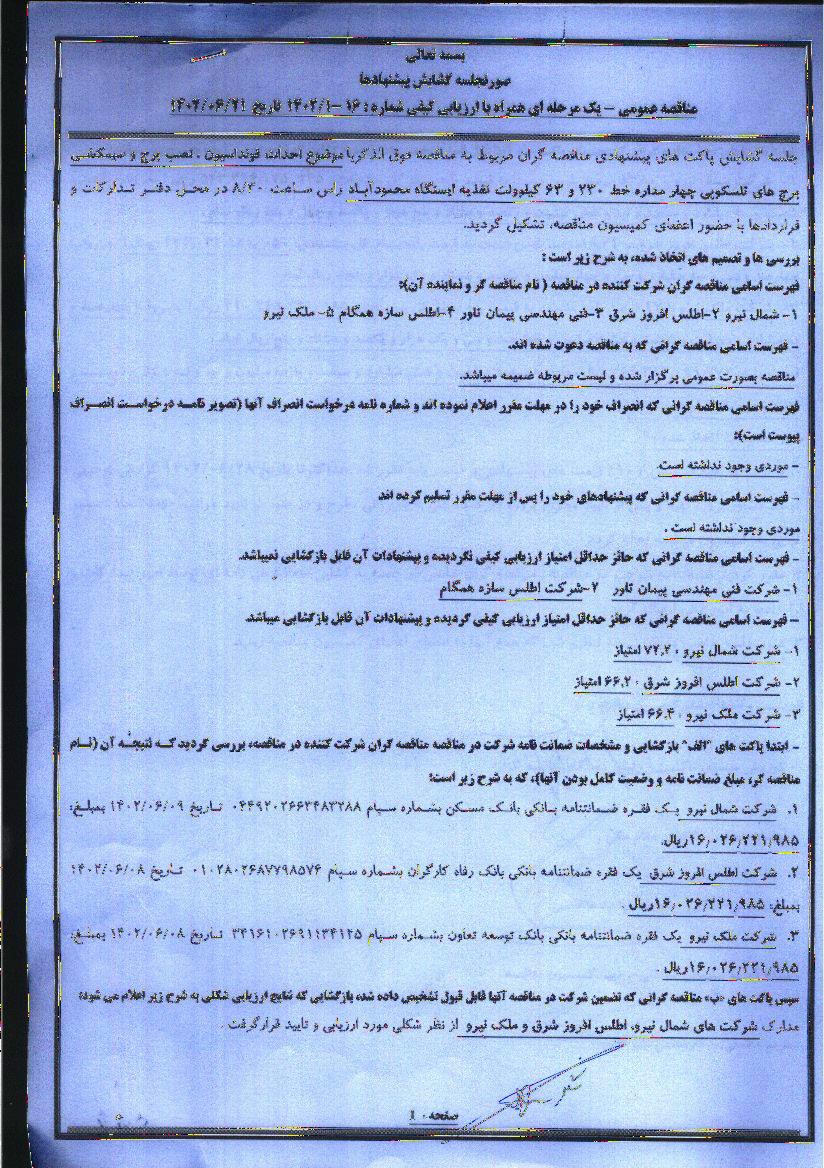 بسمه تعالی
صورتجلسه گشایش پیشنهادها
مناقصه عمومی – یک مرحله ای همراه با ارزیابی کیفی شماره : ۱۶ -۱۴۰۲/۱ تاریخ ۱۴۰۲/۰۶/۲۱
جلسه گشایش پاکت های پیشنهادی مناقصه گران مربوط به مناقصه فوق الذکر با موضوع احداث فونداسیون ، نصب برج و سیمکشی
برج های تلسکوپی چهار مداره خط ۲۳۰ و ۶۳ کیلوولت تغذیه ایستگاه محمودآباد راس ساعت ۸/۳۰ در محل دفتر تدارکات و
قراردادها با حضور اعضای کمیسیون مناقصه، تشکیل گردید.
بررسی ها و تصمیم های اتخاذ شده، به شرح زیر است :
فهرست اسامی مناقصه گران شرکت کننده در مناقصه ( نام مناقصه گر و نماینده آن):
۱- شمال نیرو ۲-اطلس افروز شرق ۳-فنی مهندسی پیمان تاور ۴-اطلس سازه همگام ۵- ملک نیرو
- فهرست اسامی مناقصه گرانی که به مناقصه دعوت شده اند.
مناقصه بصورت عمومی برگزار شده و لیست مربوطه ضمیمه میباشد.
فهرست اسامی مناقصه گرانی که انصراف خود را در مهلت مقرر اعلام نموده اند و شماره نامه درخواست انصراف آنها (تصویر نامه درخواست انصراف
پیوست است):
- موردی وجود نداشته است.
- فهرست اسامی مناقصه گرانی که پیشنهادهای خود را پس از مهلت مقرر تسلیم کرده اند
موردی وجود نداشته است .
- فهرست اسامی مناقصه گرانی که حائز حداقل امتیاز ارزیابی کیفی نگردیده و پیشنهادات آن قابل بازگشایی نمیباشد.
۱-شرکت فنی مهندسی پیمان تاور ۲-شرکت اطلس سازه همگام
- فهرست اسامی مناقصه گرانی که حائز حداقل امتیاز ارزیابی کیفی گردیده و پیشنهادات آن قابل بازگشایی میباشد.
۱- شرکت شمال نیرو ، ۷۲.۲ امتیاز
۲- شرکت اطلس افروز شرق ، ۶۶.۲ امتیاز
۳- شرکت ملک نیرو ، ۶۶.۴ امتیاز
- ابتدا پاکت های "الف" بازگشایی و مشخصات ضمانت نامه شرکت در مناقصه مناقصه گران شرکت کننده در مناقصه، بررسی گردید که نتیجه آن (نام
مناقصه گر، مبلغ ضمانت نامه و وضعیت کامل بودن آنها)، که به شرح زیر است:
۱. شرکت شمال نیرو یک فقره ضمانتنامه بانکی بانک مسکن بشماره سپام ۰۴۴۹۲۰۲۶۶۳۴۸۳۲۸۸ تاریخ ۱۴۰۲/۰۶/۰۹ بمبلغ:
۱۶,۰۲۶,۲۲۱,۹۸۵ریال.
۲. شرکت اطلس افروز شرق یک فقره ضمانتنامه بانکی بانک رفاه کارگران بشماره سپام ۰۱۰۲۸۰۲۶۸۷۷۹۸۵۷۶ تاریخ ۱۴۰۲/۰۶/۰۸
بمبلغ: ۱۶,۰۲۶,۲۲۱,۹۸۵ریال .
۳. شرکت ملک نیرو یک فقره ضمانتنامه بانکی بانک توسعه تعاون بشماره سپام ۳۴۱۶۱۰۲۶۹۱۱۳۴۱۲۵ تاریخ ۱۴۰۲/۰۶/۰۸ بمبلغ:
۱۶,۰۲۶,۲۲۱,۹۸۵ریال .
سپس پاکت های «ب» مناقصه گرانی که تضمین شرکت در مناقصه آنها قابل قبول تشخیص داده شده، بازگشایی که نتایج ارزیابی شکلی به شرح زیر اعلام می شود:
مدارک شرکت های شمال نیرو، اطلس افروز شرق و ملک نیرو از نظر شکلی مورد ارزیابی و تایید قرارگرفت .
صفحه ۱۰